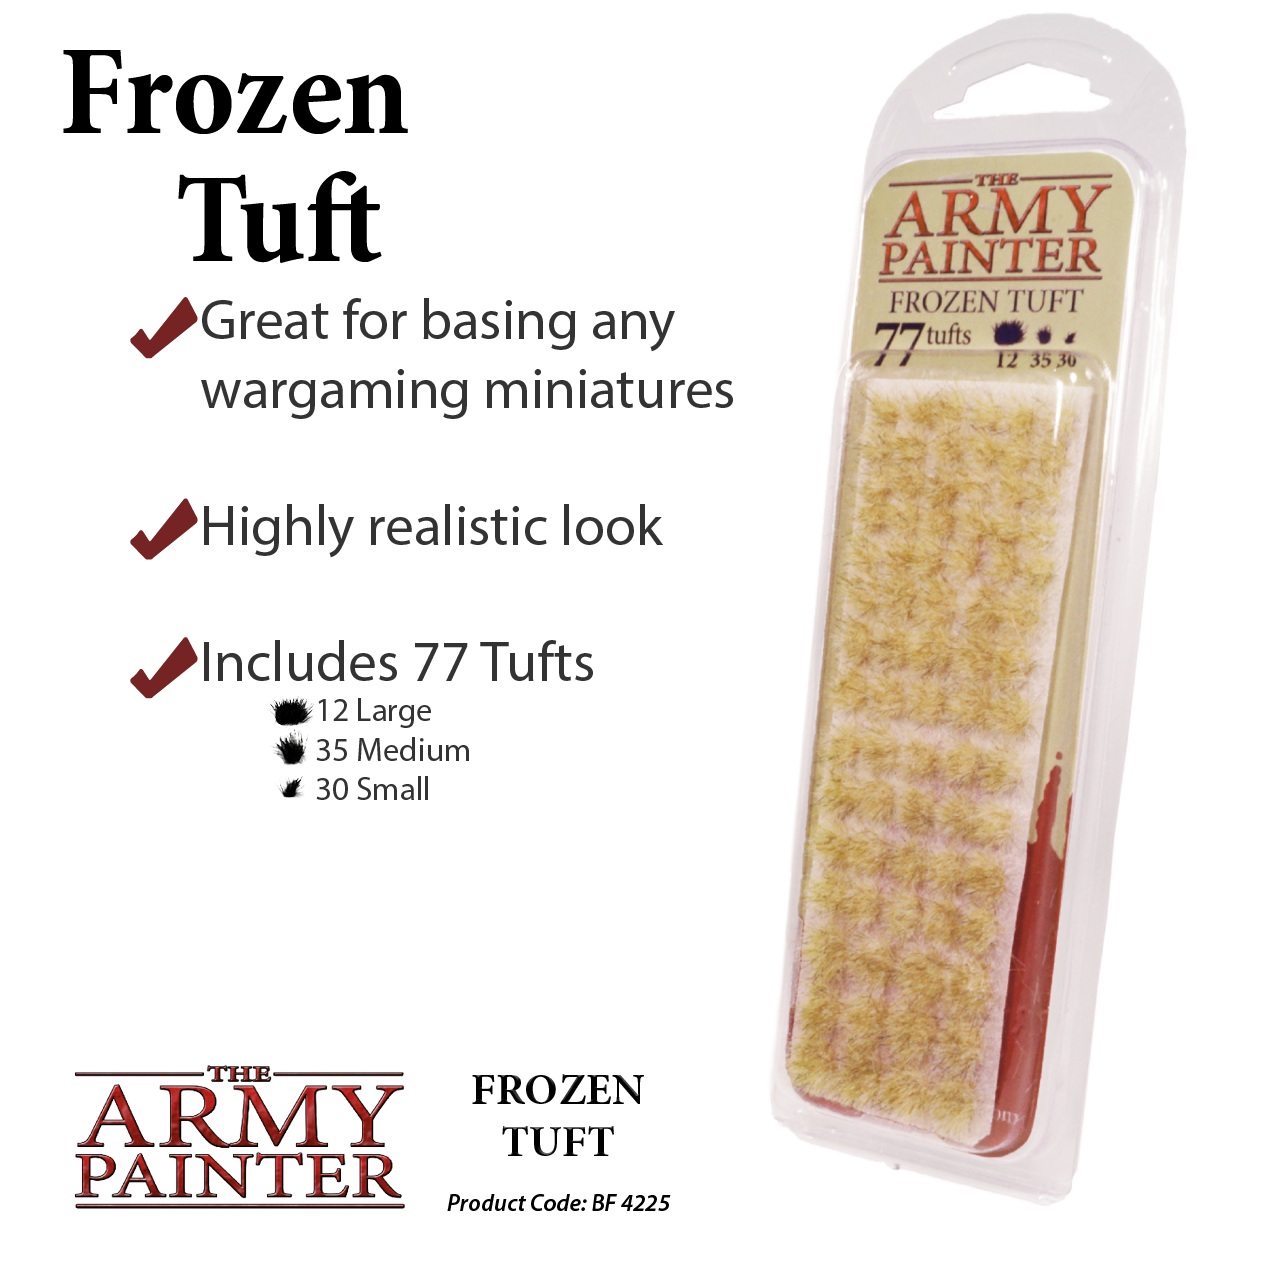 Frozen
Tuft
Great for basing any
wargaming miniatures
Highly realistic look
Includes 77 Tufts
12 Large
35 Medium
30 Small
THE
ARMY
PAINTER
FROZEN
TUFT
Product Code: BF 4225
THE
ARMY
PAINTER
FROZEN TUFT
77 tufts
12 35 30